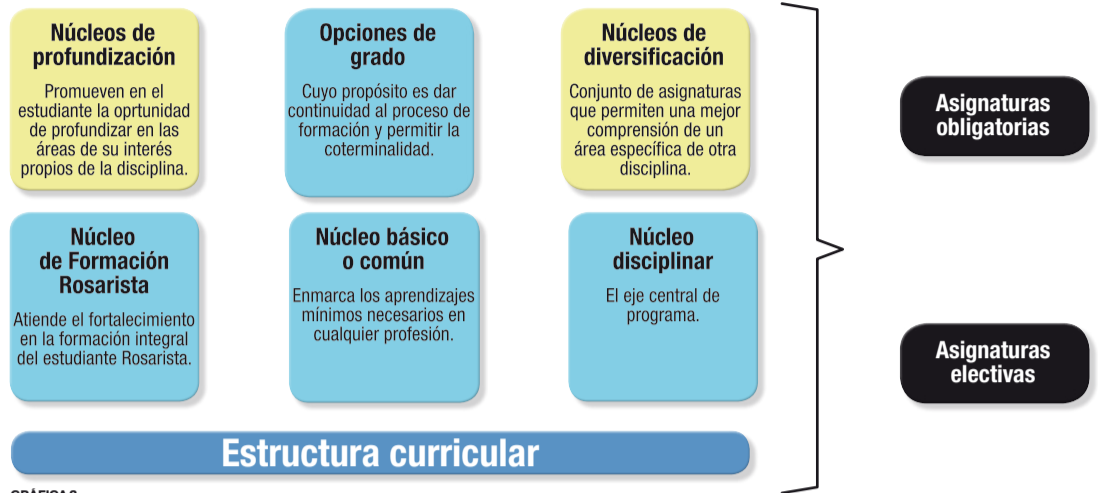 Núcleos de
profundización
Promueven en el
estudiante la oprtunidad
de profundizar en las
áreas de su interés
propios de la disciplina.
Opciones de
grado
Cuyo propósito es dar
continuidad al proceso de
formación y permitir la
coterminalidad.
Núcleos de
diversificación
Conjunto de asignaturas
que permiten una mejor
comprensión de un
área específica de otra
disciplina.
Asignaturas
obligatorias
Núcleo
de Formación
Rosarista
Atiende el fortalecimiento
en la formación integral
del estudiante Rosarista.
Núcleo básico
o común
Enmarca los aprendizajes
mínimos necesarios en
cualquier profesión.
Núcleo
disciplinar
El eje central de
programa.
Asignaturas
electivas
Estructura curricular